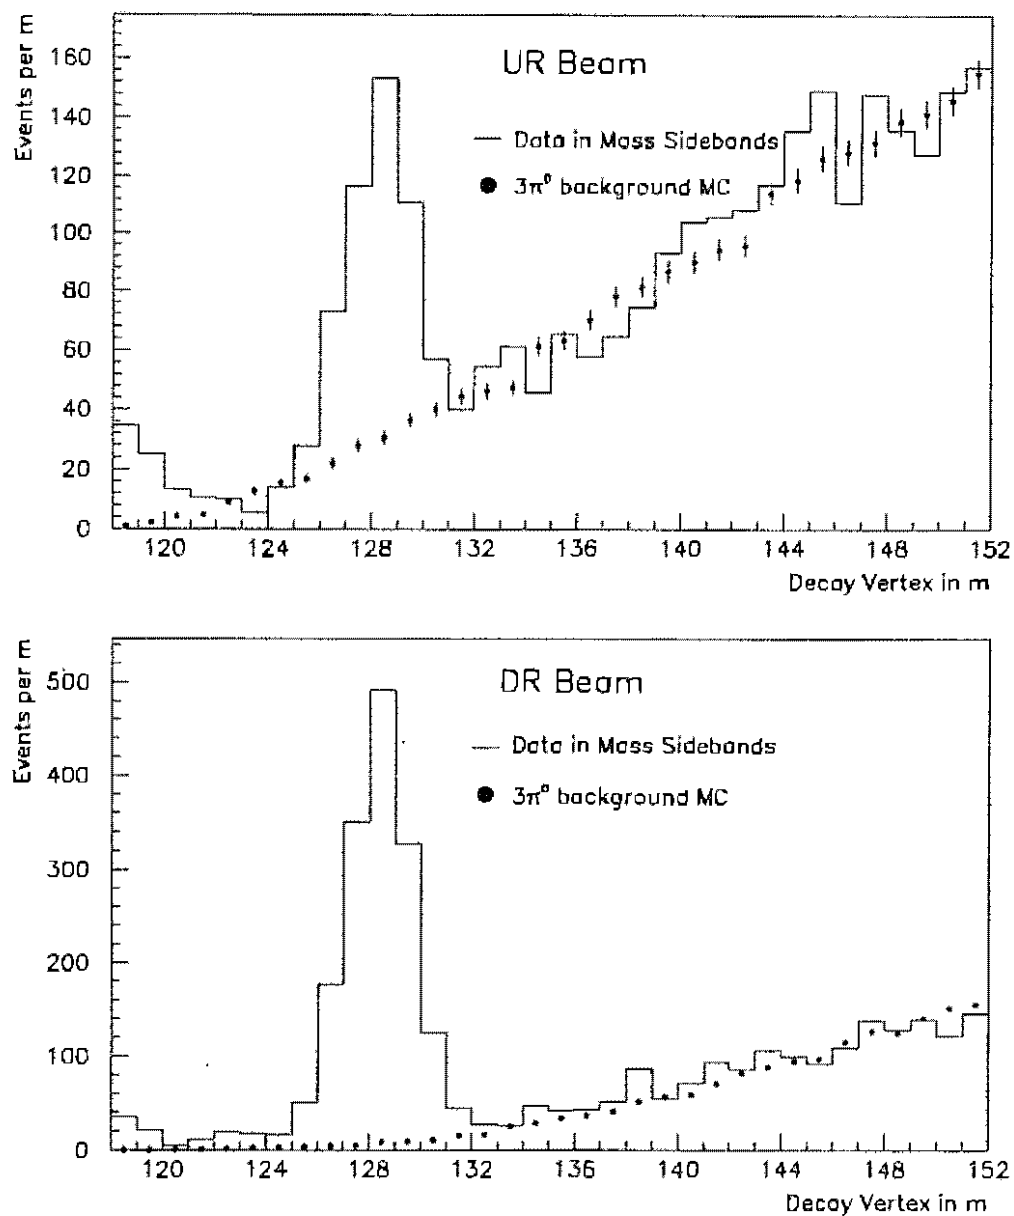 UR Beam
Data in Mass Sidebands
3π⁰ background MC
Events per m
160
140
120
100
80
60
40
20
0
120 124 128 132 136 140 144 148 152
Decay Vertex in m
DR Beam
Data in Mass Sidebands
3π⁰ background MC
Events per m
500
400
300
200
100
0
120 124 128 132 136 140 144 148 152
Decay Vertex in m